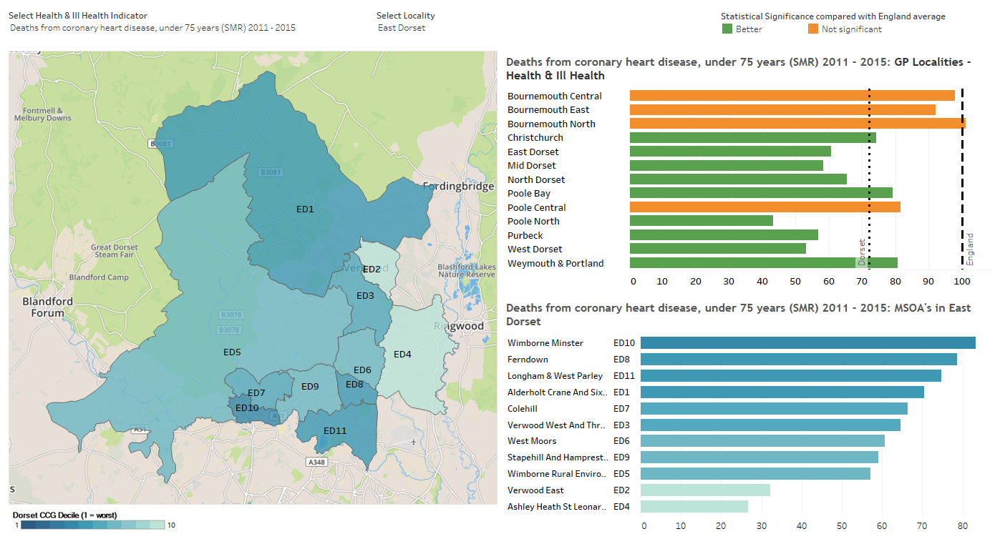 Select Health & Ill Health Indicator
Deaths from coronary heart disease, under 75 years (SMR) 2011 - 2015
Select Locality
East Dorset
Statistical Significance compared with England average
Better
Not significant
Fontmell &
Melbury Downs
B3081
B3081
Fordingbridge
ED1
Great Dorset
Steam Fair
Blandford Camp
Blandford
Forum
ED2
Blashford Lakes
Nature Reserve
ED3
B3078
B3078
Ringwood
ED5
ED4
ED6
ED8
ED9
ED7
ED10
A31
A31
ED11
A348
s
Dorset CCG Decile (1 = worst)
1
10
Deaths from coronary heart disease, under 75 years (SMR) 2011 - 2015: GP Localities -
Health & Ill Health
Bournemouth Central
Bournemouth East
Bournemouth North
Christchurch
East Dorset
Mid Dorset
North Dorset
Poole Bay
Poole Central
Poole North
Purbeck
West Dorset
Weymouth & Portland
Dorset
England
0 10 20 30 40 50 60 70 80 90 100
Deaths from coronary heart disease, under 75 years (SMR) 2011 - 2015: MSOA's in East
Dorset
Wimborne Minster ED10
Ferndown ED8
Longham & West Parley ED11
Alderholt Crane And Six.. ED1
Colehill ED7
Verwood West And Thr.. ED3
West Moors ED6
Stapehill And Hamprest.. ED9
Wimborne Rural Enviro.. ED5
Verwood East ED2
Ashley Heath St Leonar.. ED4
0 10 20 30 40 50 60 70 80